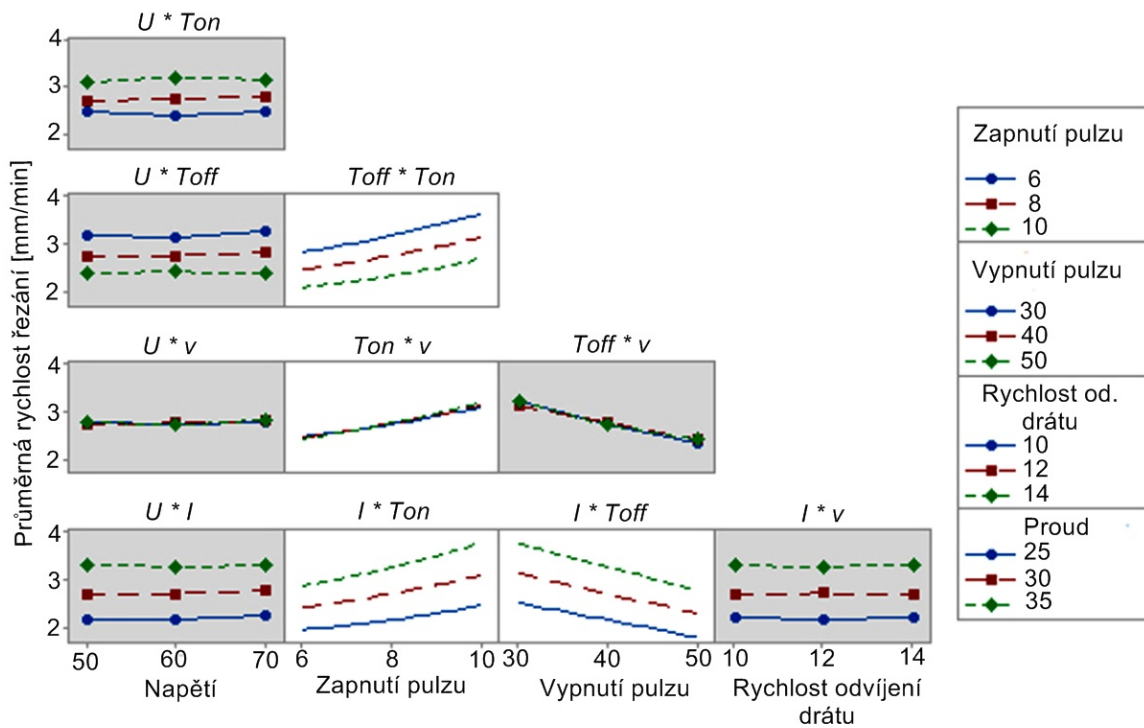 U * Ton
4
3
2
U * Toff
Toff * Ton
4
3
2
U * v
Ton * v
Toff * v
4
3
2
U * I
I * Ton
I * Toff
I * v
4
3
2
50 60 70
6 8 10
30 40 50
10 12 14
Napětí
Zapnutí pulzu
Vypnutí pulzu
Rychlost odvíjení
drátu
Průměrná rychlost řezání [mm/min]
Zapnutí pulzu
6
8
10
Vypnutí pulzu
30
40
50
Rychlost od.
drátu
10
12
14
Proud
25
30
35